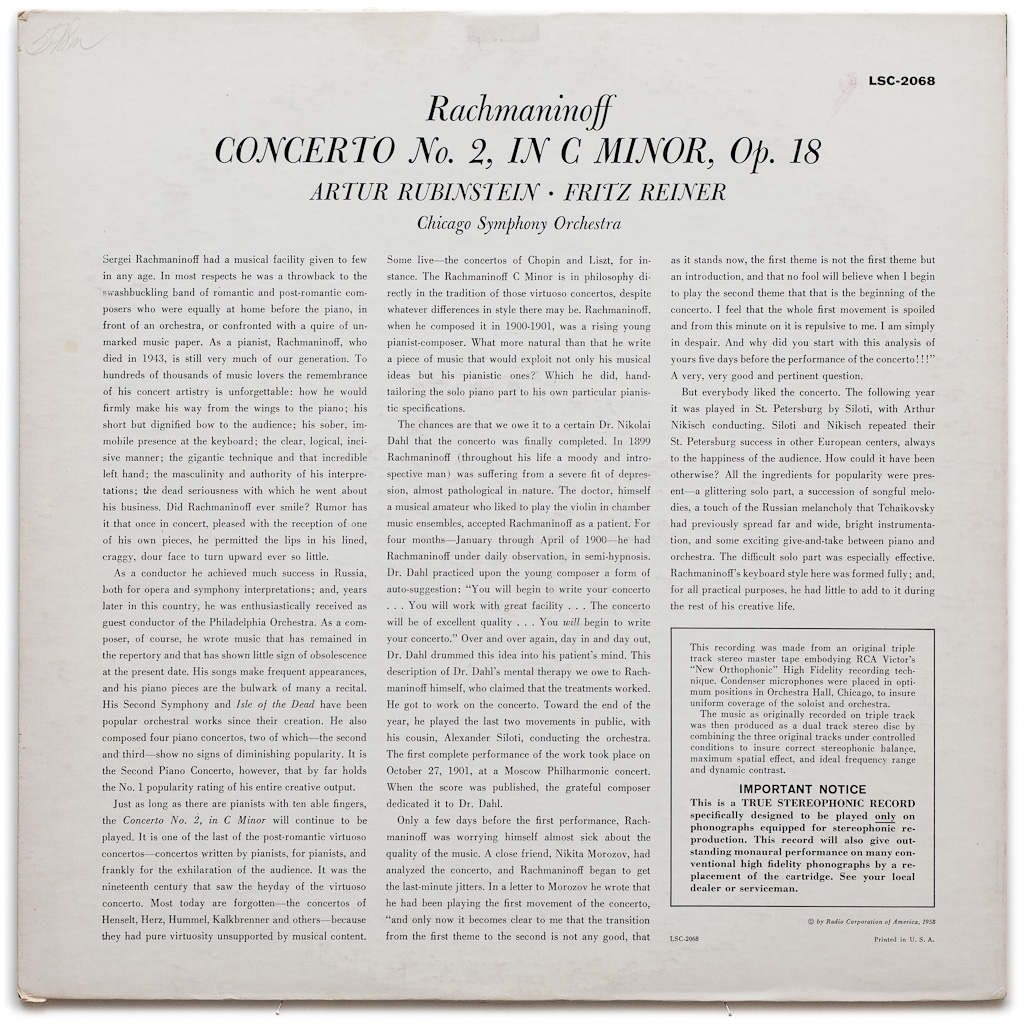 LSC-2068
Rachmaninoff
CONCERTO No. 2, IN C MINOR, Op. 18
ARTUR RUBINSTEIN · FRITZ REINER
Chicago Symphony Orchestra
Sergei Rachmaninoff had a musical facility given to few
in any age. In most respects he was a throwback to the
swashbuckling band of romantic and post-romantic com-
posers who were equally at home before the piano, in
front of an orchestra, or confronted with a quire of un-
marked music paper. As a pianist, Rachmaninoff, who
died in 1943, is still very much of our generation. To
hundreds of thousands of music lovers the remembrance
of his concert artistry is unforgettable: how he would
firmly make his way from the wings to the piano; his
short but dignified bow to the audience; his sober, im-
mobile presence at the keyboard; the clear, logical, inci-
sive manner; the gigantic technique and that incredible
left hand; the masculinity and authority of his interpre-
tations; the dead seriousness with which he went about
his business. Did Rachmaninoff ever smile? Rumor has
it that once in concert, pleased with the reception of one
of his own pieces, he permitted the lips in his lined,
craggy, dour face to turn upward ever so little.
As a conductor he achieved much success in Russia,
both for opera and symphony interpretations; and, years
later in this country, he was enthusiastically received as
guest conductor of the Philadelphia Orchestra. As a com-
poser, of course, he wrote music that has remained in
the repertory and that has shown little sign of obsolescence
at the present date. His songs make frequent appearances,
and his piano pieces are the bulwark of many a recital.
His Second Symphony and Isle of the Dead have been
popular orchestral works since their creation. He also
composed four piano concertos, two of which—the second
and third—show no signs of diminishing popularity. It is
the Second Piano Concerto, however, that by far holds
the No. 1 popularity rating of his entire creative output.
Just as long as there are pianists with ten able fingers,
the Concerto No. 2, in C Minor will continue to be
played. It is one of the last of the post-romantic virtuoso
concertos—concertos written by pianists, for pianists, and
frankly for the exhilaration of the audience. It was the
nineteenth century that saw the heyday of the virtuoso
concerto. Most today are forgotten—the concertos of
Henselt, Herz, Hummel, Kalkbrenner and others—because
they had pure virtuosity unsupported by musical content.
Some live—the concertos of Chopin and Liszt, for in-
stance. The Rachmaninoff C Minor is in philosophy di-
rectly in the tradition of those virtuoso concertos, despite
whatever differences in style there may be. Rachmaninoff,
when he composed it in 1900-1901, was a rising young
pianist-composer. What more natural than that he write
a piece of music that would exploit not only his musical
ideas but his pianistic ones? Which he did, hand-
tailoring the solo piano part to his own particular pianis-
tic specifications.
The chances are that we owe it to a certain Dr. Nikolai
Dahl that the concerto was finally completed. In 1899
Rachmaninoff (throughout his life a moody and intro-
spective man) was suffering from a severe fit of depres-
sion, almost pathological in nature. The doctor, himself
a musical amateur who liked to play the violin in chamber
music ensembles, accepted Rachmaninoff as a patient. For
four months—January through April of 1900—he had
Rachmaninoff under daily observation, in semi-hypnosis.
Dr. Dahl practiced upon the young composer a form of
auto-suggestion: “You will begin to write your concerto
. . . You will work with great facility . . . The concerto
will be of excellent quality . . . You will begin to write
your concerto.” Over and over again, day in and day out,
Dr. Dahl drummed this idea into his patient’s mind. This
description of Dr. Dahl’s mental therapy we owe to Rach-
maninoff himself, who claimed that the treatments worked.
He got to work on the concerto. Toward the end of the
year, he played the last two movements in public, with
his cousin, Alexander Siloti, conducting the orchestra.
The first complete performance of the work took place on
October 27, 1901, at a Moscow Philharmonic concert.
When the score was published, the grateful composer
dedicated it to Dr. Dahl.
Only a few days before the first performance, Rach-
maninoff was worrying himself almost sick about the
quality of the music. A close friend, Nikita Morozov, had
analyzed the concerto, and Rachmaninoff began to get
the last-minute jitters. In a letter to Morozov he wrote that
he had been playing the first movement of the concerto,
“and only now it becomes clear to me that the transition
from the first theme to the second is not any good, that
as it stands now, the first theme is not the first theme but
an introduction, and that no fool will believe when I begin
to play the second theme that that is the beginning of the
concerto. I feel that the whole first movement is spoiled
and from this minute on it is repulsive to me. I am simply
in despair. And why did you start with this analysis of
yours five days before the performance of the concerto!!!”
A very, very good and pertinent question.
But everybody liked the concerto. The following year
it was played in St. Petersburg by Siloti, with Arthur
Nikisch conducting. Siloti and Nikisch repeated their
St. Petersburg success in other European centers, always
to the happiness of the audience. How could it have been
otherwise? All the ingredients for popularity were pres-
ent—a glittering solo part, a succession of songful melo-
dies, a touch of the Russian melancholy that Tchaikovsky
had previously spread far and wide, bright instrumenta-
tion, and some exciting give-and-take between piano and
orchestra. The difficult solo part was especially effective.
Rachmaninoff’s keyboard style here was formed fully; and,
for all practical purposes, he had little to add to it during
the rest of his creative life.
This recording was made from an original triple
track stereo master tape embodying RCA Victor’s
“New Orthophonic” High Fidelity recording tech-
nique. Condenser microphones were placed in opti-
mum positions in Orchestra Hall, Chicago, to insure
uniform coverage of the soloist and orchestra.
The music as originally recorded on triple track
was then produced as a dual track stereo disc by
combining the three original tracks under controlled
conditions to insure correct stereophonic balance,
maximum spatial effect, and ideal frequency range
and dynamic contrast.
IMPORTANT NOTICE
This is a TRUE STEREOPHONIC RECORD
specifically designed to be played only on
phonographs equipped for stereophonic re-
production. This record will also give out-
standing monaural performance on many con-
ventional high fidelity phonographs by a re-
placement of the cartridge. See your local
dealer or serviceman.
© by Radio Corporation of America, 1958
LSC-2068
Printed in U. S. A.